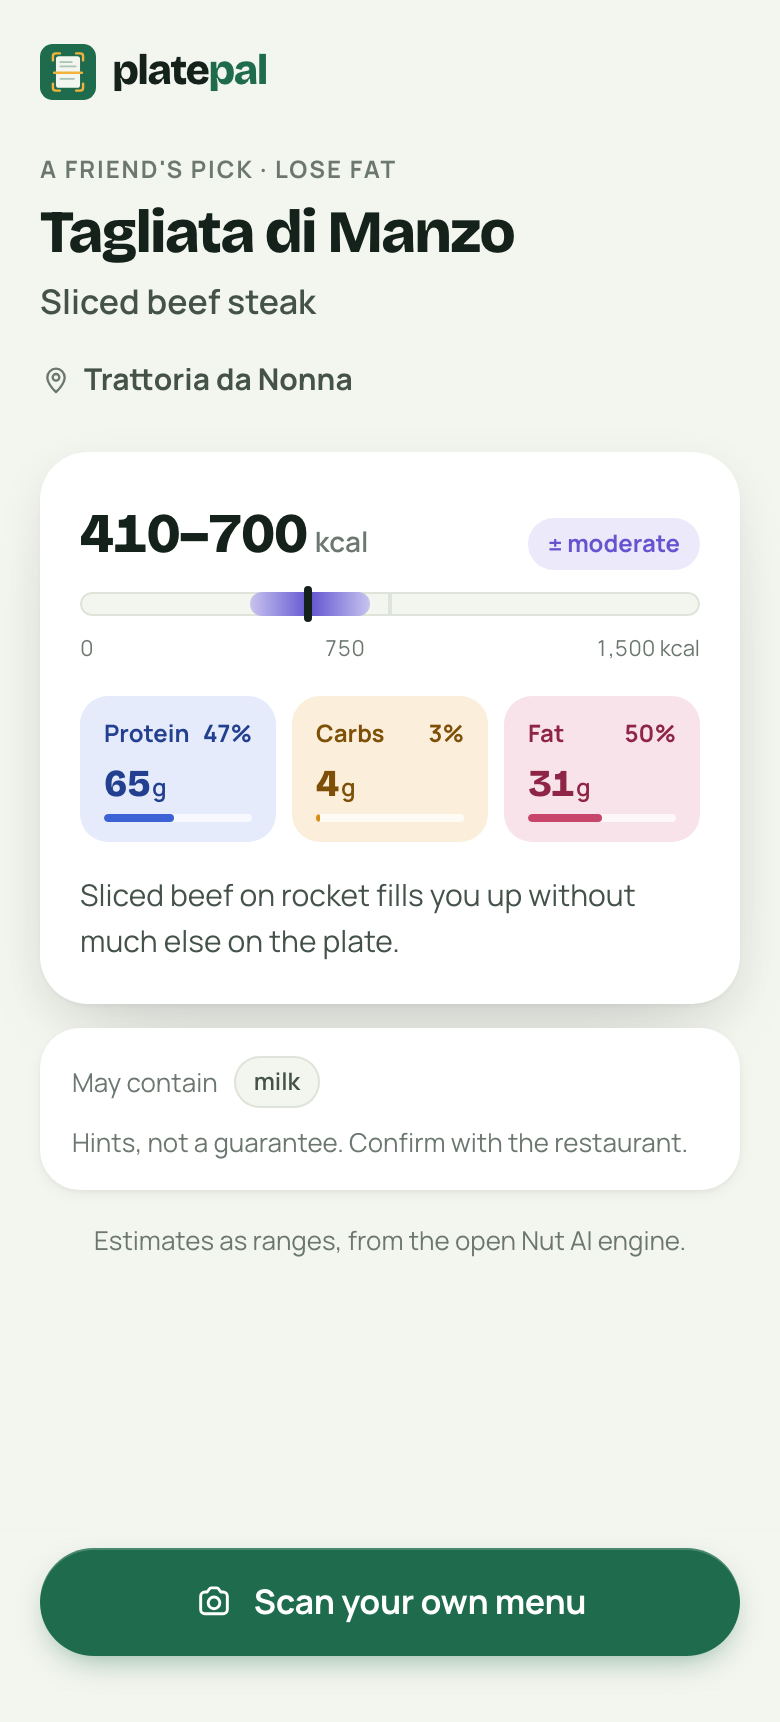 platepal
A FRIEND'S PICK · LOSE FAT
Tagliata di Manzo
Sliced beef steak
Trattoria da Nonna
410–700 kcal
± moderate
0 750 1,500 kcal
Protein 47%
65g
Carbs 3%
4g
Fat 50%
31g
Sliced beef on rocket fills you up without
much else on the plate.
May contain milk
Hints, not a guarantee. Confirm with the restaurant.
Estimates as ranges, from the open Nut AI engine.
Scan your own menu